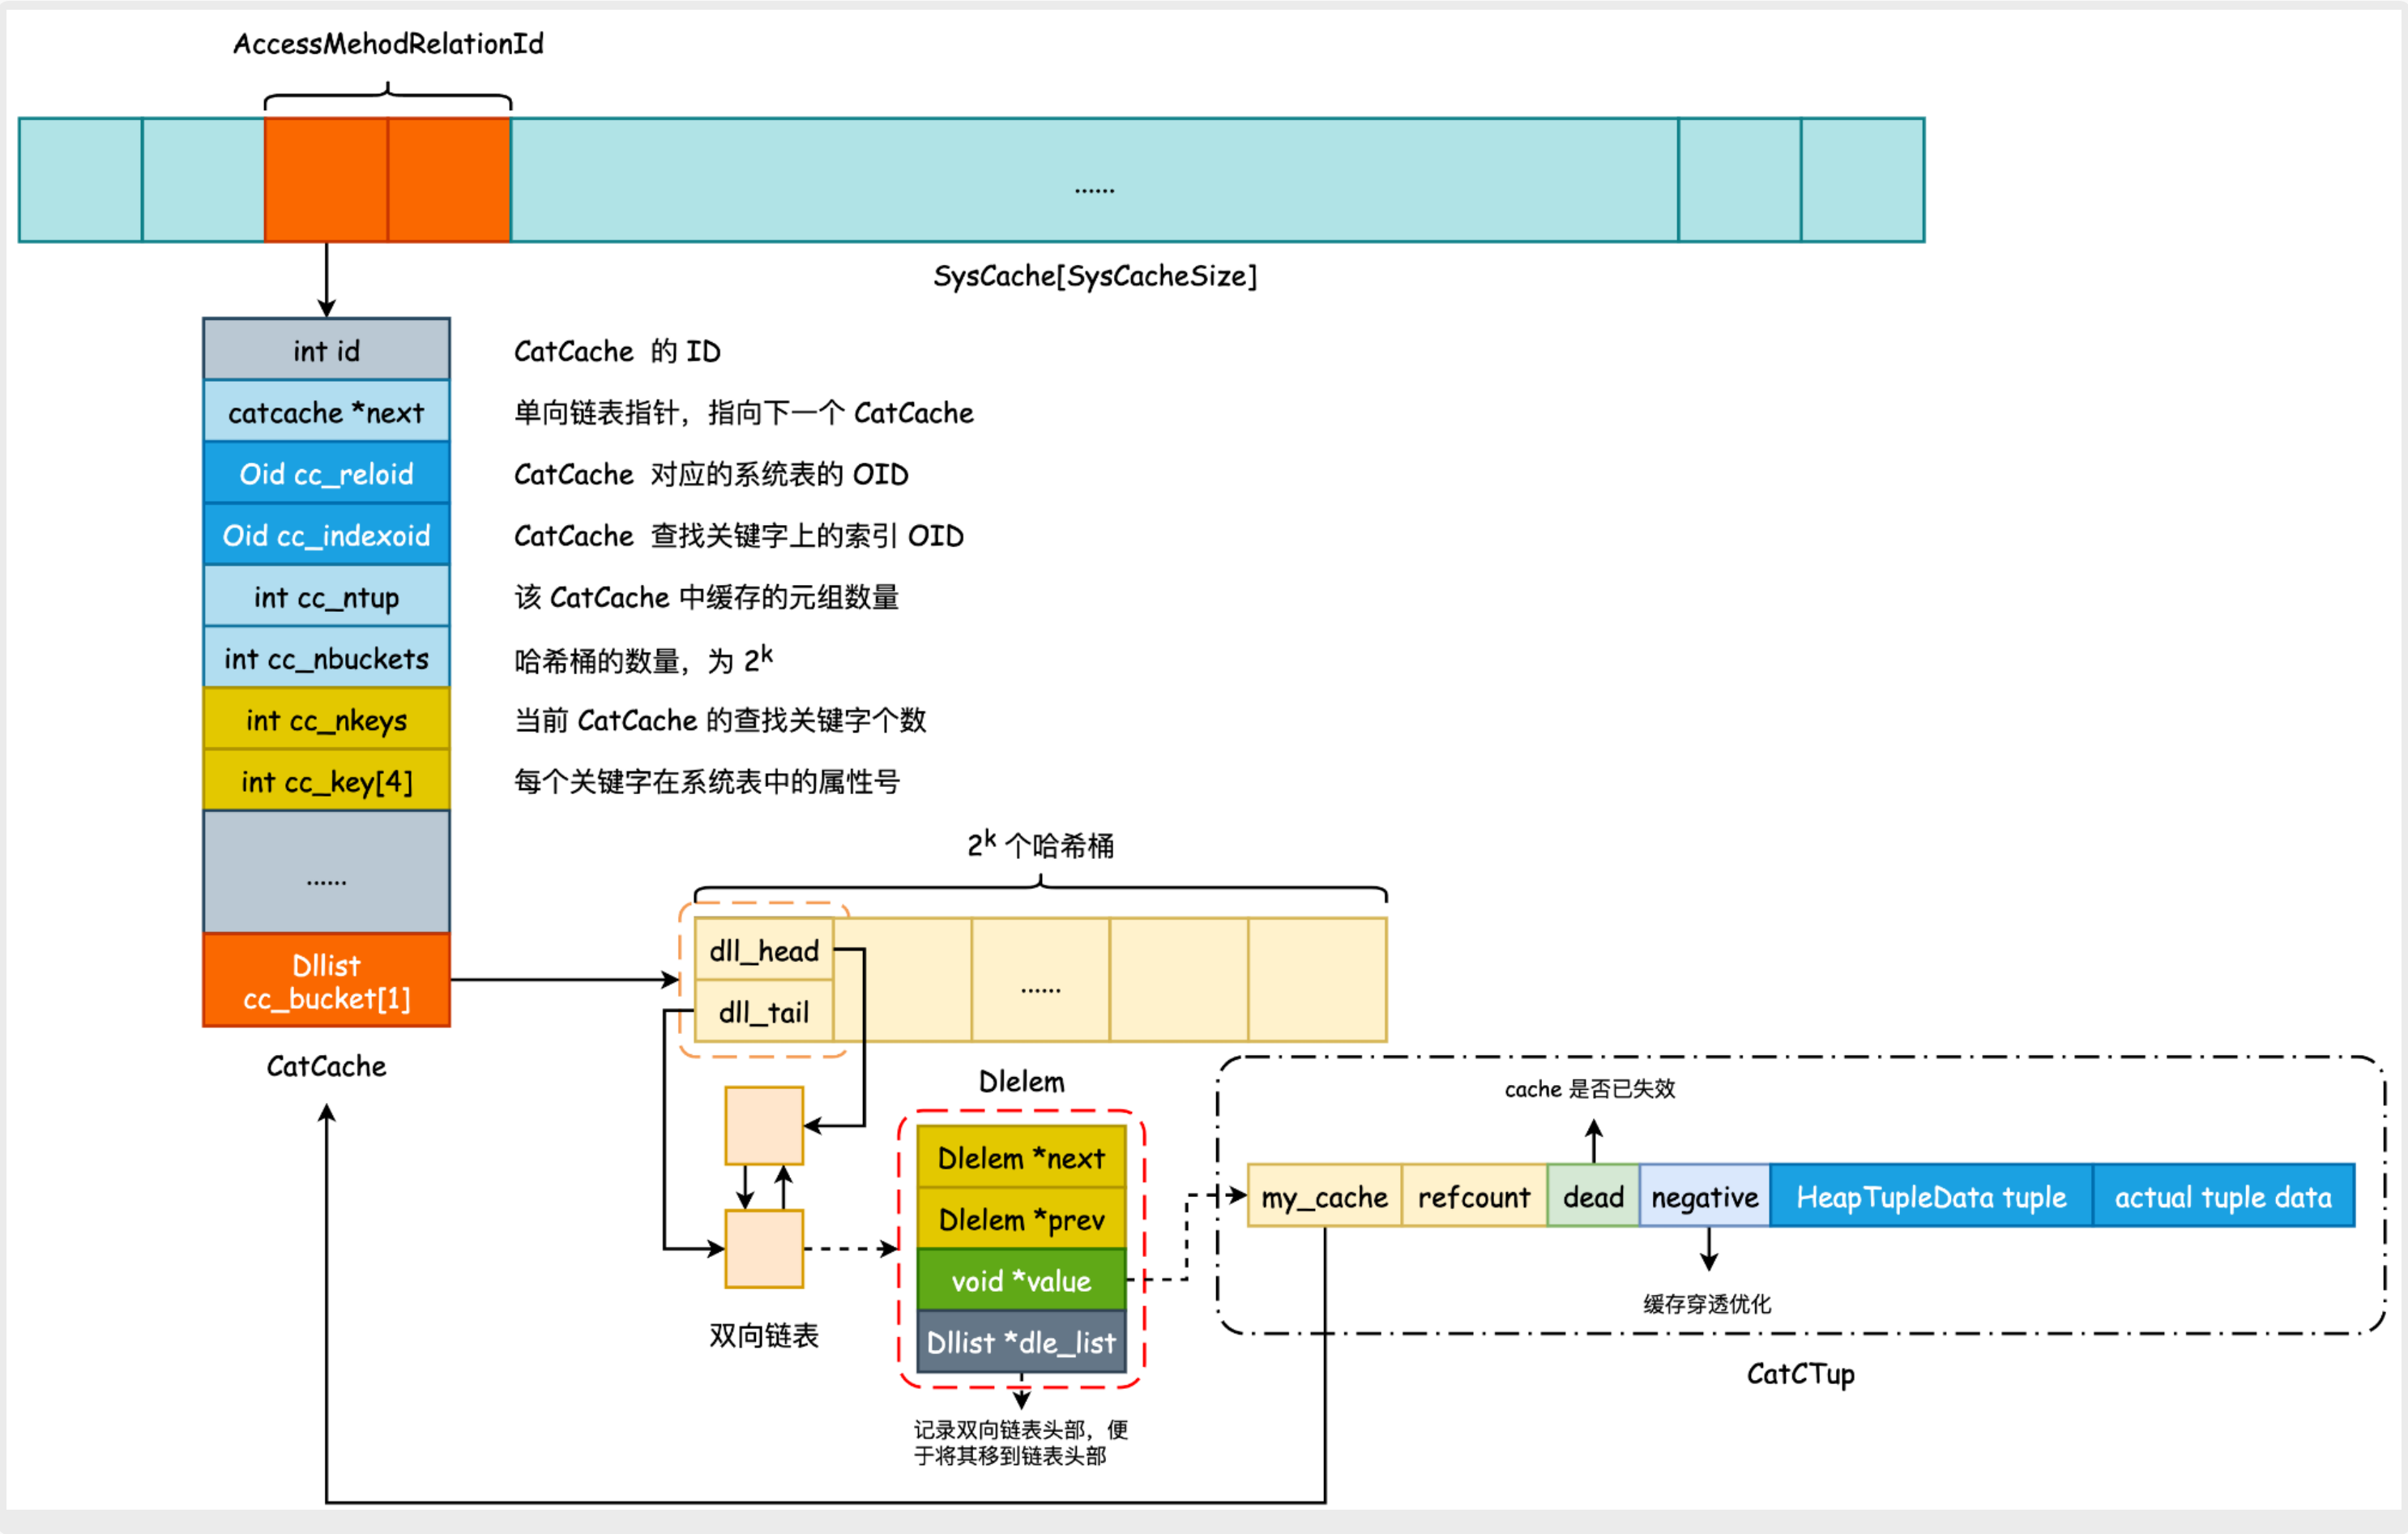 AccessMehodRelationId
......
SysCache[SysCacheSize]
int id
CatCache 的 ID
catcache *next
单向链表指针，指向下一个 CatCache
Oid cc_reloid
CatCache 对应的系统表的 OID
Oid cc_indexoid
CatCache 查找关键字上的索引 OID
int cc_ntup
该 CatCache 中缓存的元组数量
int cc_nbuckets
哈希桶的数量，为 2^k
int cc_nkeys
当前 CatCache 的查找关键字个数
int cc_key[4]
每个关键字在系统表中的属性号
......
Dllist
cc_bucket[1]
CatCache
2^k 个哈希桶
dll_head
dll_tail
......
双向链表
Dlelem
Dlelem *next
Dlelem *prev
void *value
Dllist *dle_list
记录双向链表头部，便
于将其移到链表头部
cache 是否已失效
my_cache
refcount
dead
negative
HeapTupleData tuple
actual tuple data
缓存穿透优化
CatCTup